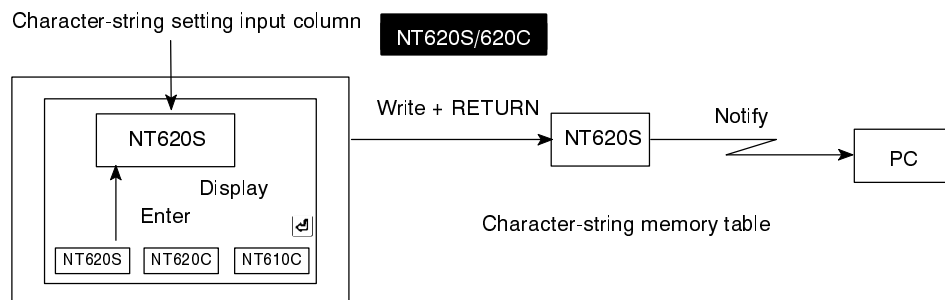 Character-string setting input column
NT620S/620C
NT620S
Display
Enter
NT620S
NT620C
NT610C
Write + RETURN
NT620S
Notify
PC
Character-string memory table